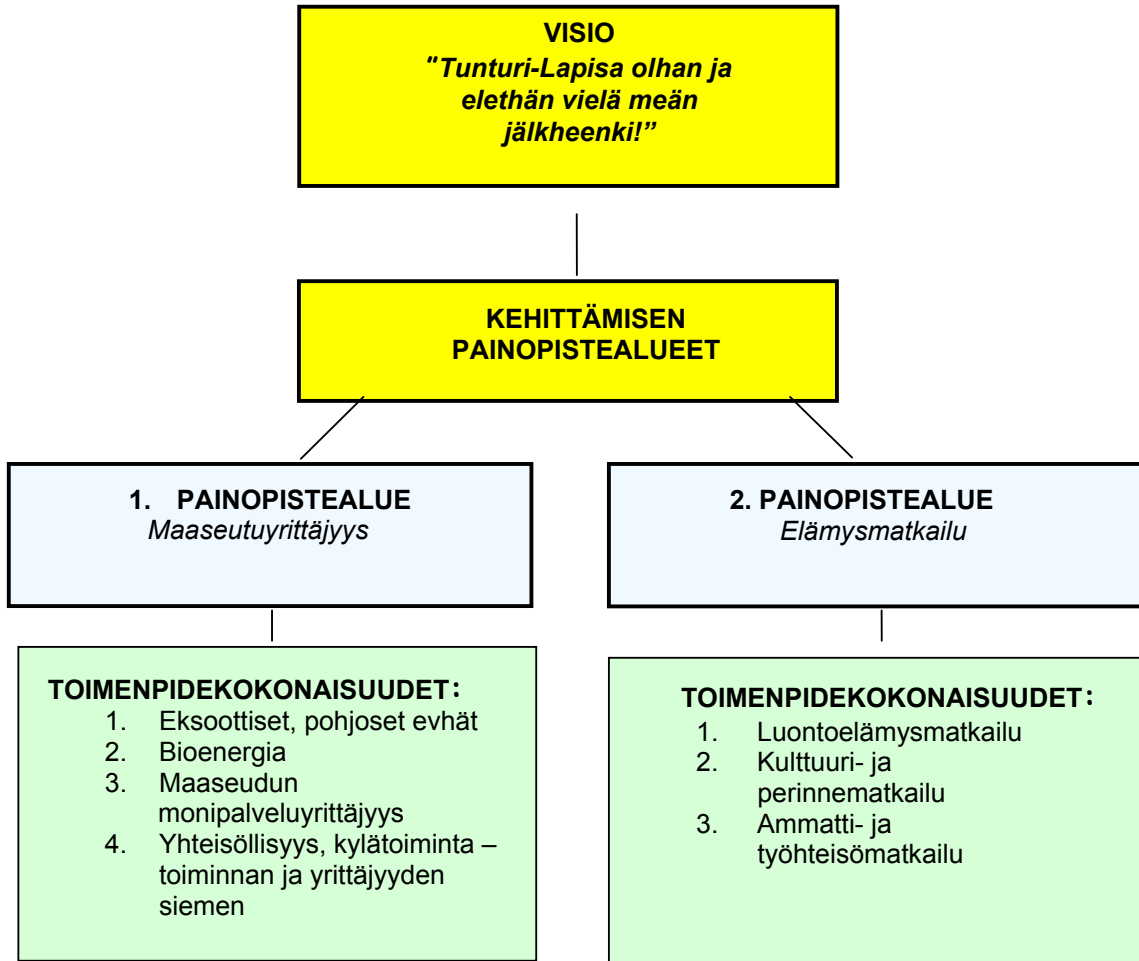 VISIO
"Tunturi-Lapisa olhan ja
elethän vielä meän
jälkheenki!”
KEHITTÄMISEN
PAINOPISTEALUEET
1. PAINOPISTEALUE
Maaseutuyrittäjyys
2. PAINOPISTEALUE
Elämysmatkailu
TOIMENPIDEKOKONAISUUDET:
1. Eksoottiset, pohjoset evhät
2. Bioenergia
3. Maaseudun
monipalveluyrittäjyys
4. Yhteisöllisyys, kylätoiminta –
toiminnan ja yrittäjyyden
siemen
TOIMENPIDEKOKONAISUUDET:
1. Luontoelämysmatkailu
2. Kulttuuri- ja
perinnematkailu
3. Ammatti- ja
työhteisömatkailu